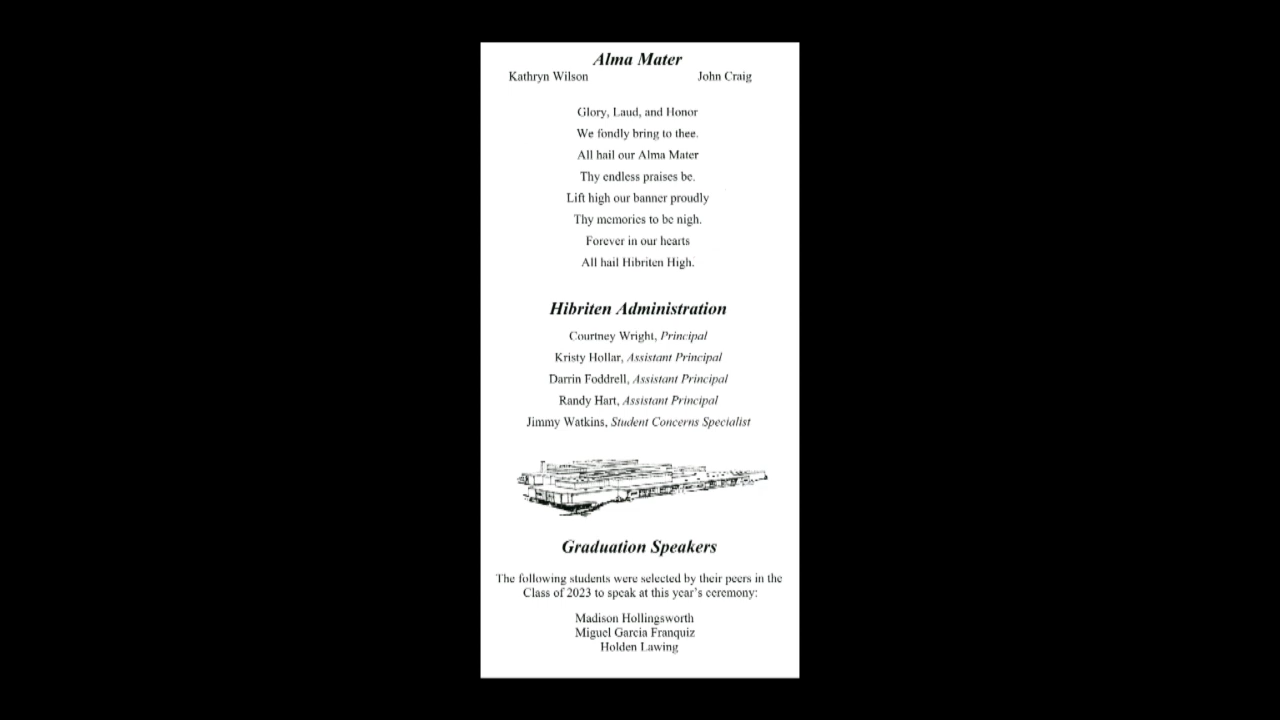 Alma Mater
Kathryn Wilson John Craig
Glory, Laud, and Honor
We fondly bring to thee.
All hail our Alma Mater
Thy endless praises be.
Lift high our banner proudly
Thy memories to be nigh.
Forever in our hearts
All hail Hibriten High.
Hibriten Administration
Courtney Wright, Principal
Kristy Hollar, Assistant Principal
Darrin Foddrell, Assistant Principal
Randy Hart, Assistant Principal
Jimmy Watkins, Student Concerns Specialist
Graduation Speakers
The following students were selected by their peers in the
Class of 2023 to speak at this year's ceremony:
Madison Hollingsworth
Miguel Garcia Franquiz
Holden Lawing